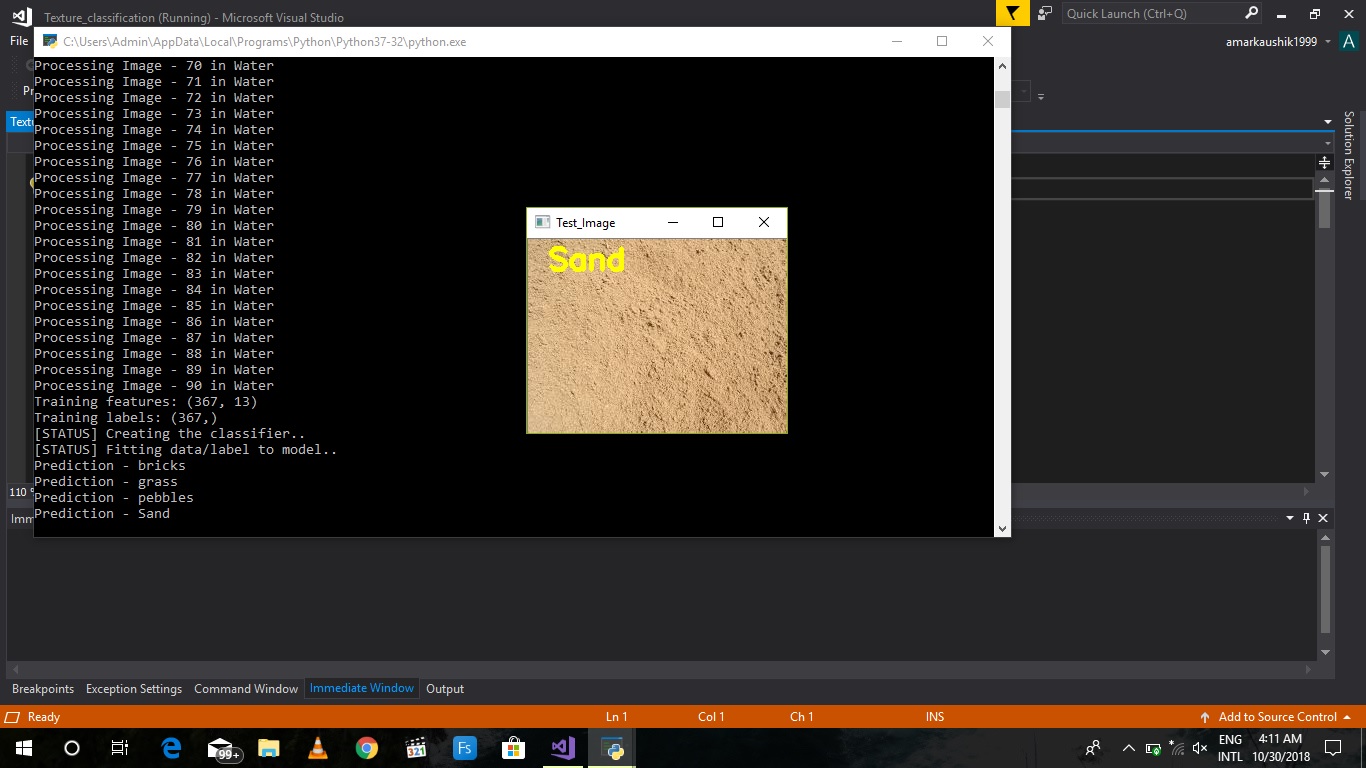 Texture_classification (Running) - Microsoft Visual Studio
Quick Launch (Ctrl+Q)
File
C:\Users\Admin\AppData\Local\Programs\Python\Python37-32\python.exe
amarkaushik1999
A
Processing Image - 70 in Water
Processing Image - 71 in Water
Processing Image - 72 in Water
Processing Image - 73 in Water
Processing Image - 74 in Water
Processing Image - 75 in Water
Processing Image - 76 in Water
Processing Image - 77 in Water
Processing Image - 78 in Water
Processing Image - 79 in Water
Processing Image - 80 in Water
Processing Image - 81 in Water
Processing Image - 82 in Water
Processing Image - 83 in Water
Processing Image - 84 in Water
Processing Image - 85 in Water
Processing Image - 86 in Water
Processing Image - 87 in Water
Processing Image - 88 in Water
Processing Image - 89 in Water
Processing Image - 90 in Water
Training features: (367, 13)
Training labels: (367,)
[STATUS] Creating the classifier..
[STATUS] Fitting data/label to model..
Prediction - bricks
Prediction - grass
Prediction - pebbles
Prediction - Sand
Test_Image
Sand
Solution Explorer
110 %
Imm
Breakpoints Exception Settings Command Window Immediate Window Output
Ready Ln 1 Col 1 Ch 1 INS Add to Source Control
99+
321
Fs
ENG
INTL
4:11 AM
10/30/2018